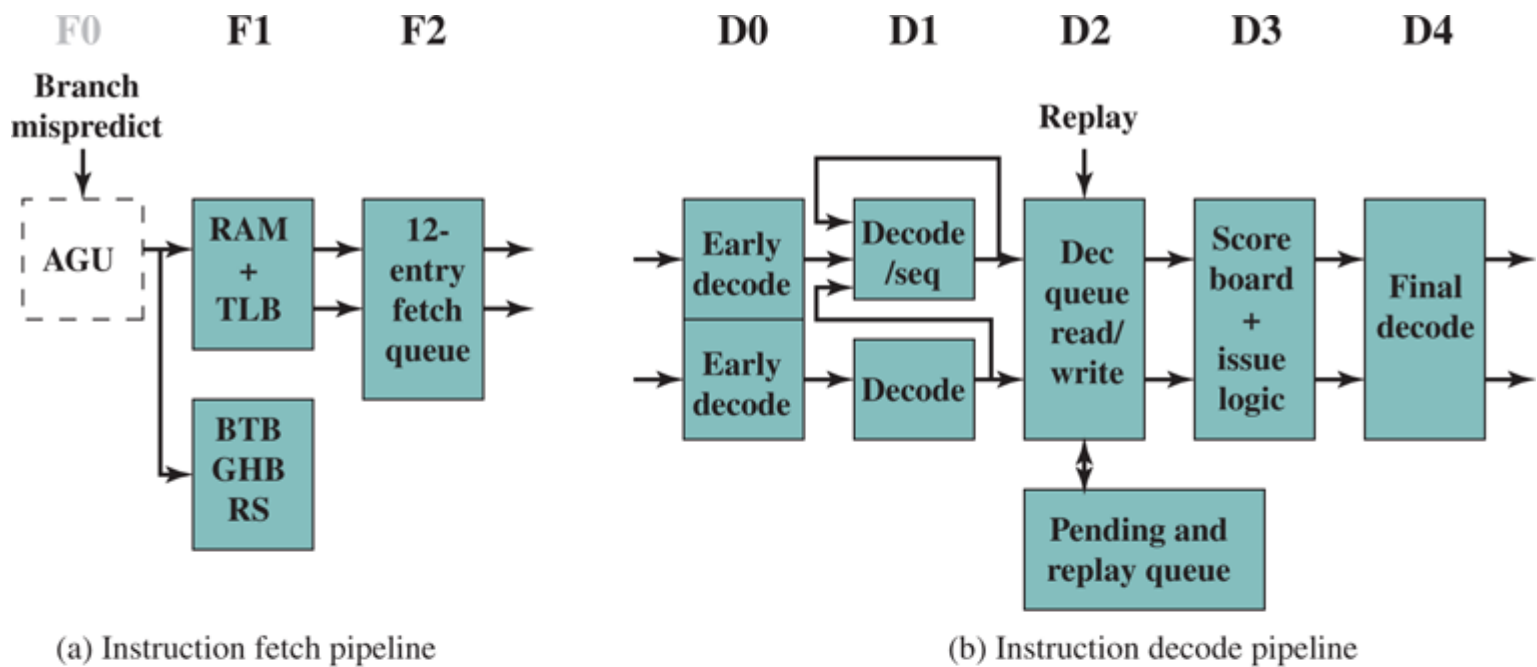 F0 F1 F2 D0 D1 D2 D3 D4
Branch
mispredict
AGU
RAM
+
TLB
12-
entry
fetch
queue
BTB
GHB
RS
(a) Instruction fetch pipeline
Early
decode
Early
decode
Decode
/seq
Decode
Replay
Dec
queue
read/
write
Score
board
+
issue
logic
Final
decode
Pending and
replay queue
(b) Instruction decode pipeline